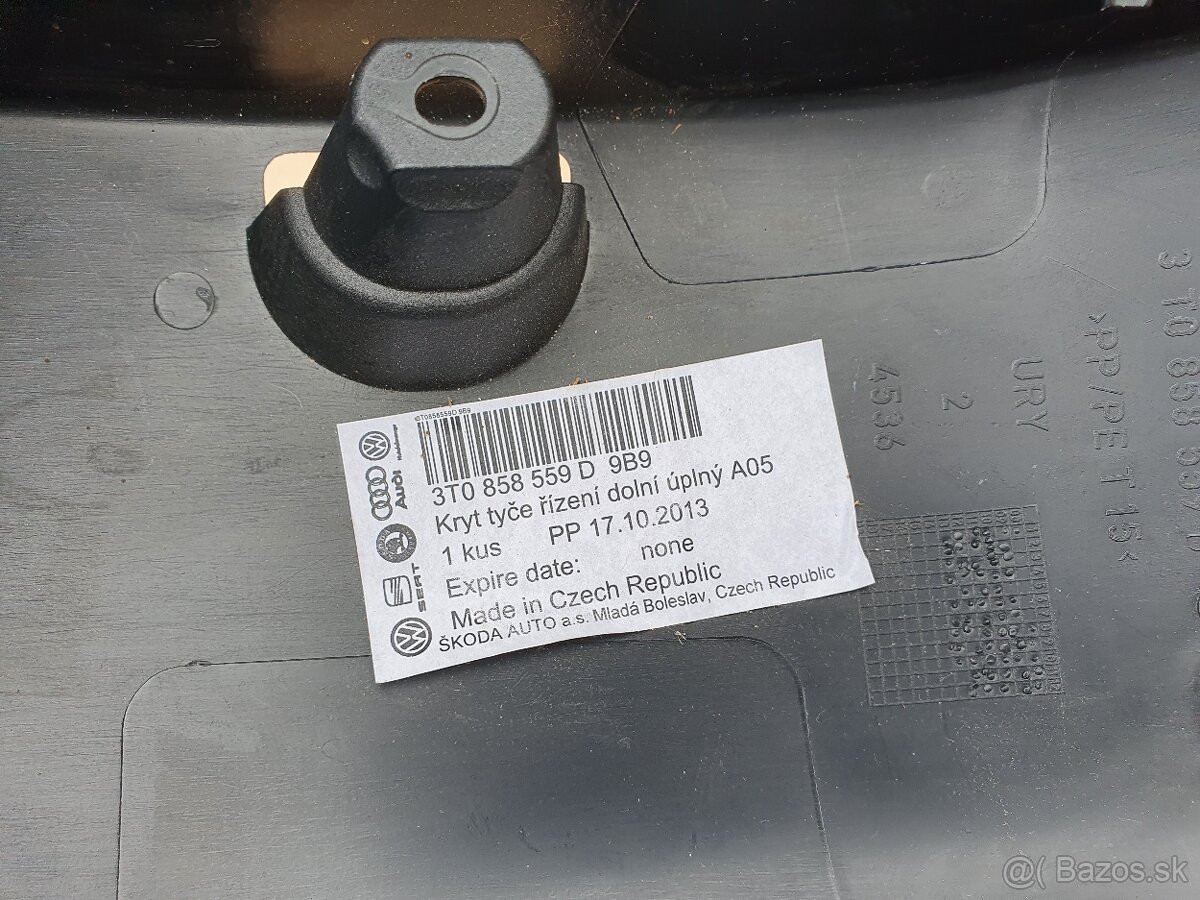 3T0858559D 9B9
3T0 858 559 D 9B9
Kryt tyče řízení dolní úplný A05
1 kus PP 17.10.2013
Expire date: none
Made in Czech Republic
ŠKODA AUTO a.s. Mladá Boleslav, Czech Republic
Audi
SEAT
3 T0 858 559
>PP/PE T15<
URY
2
4536
@( Bazos.sk